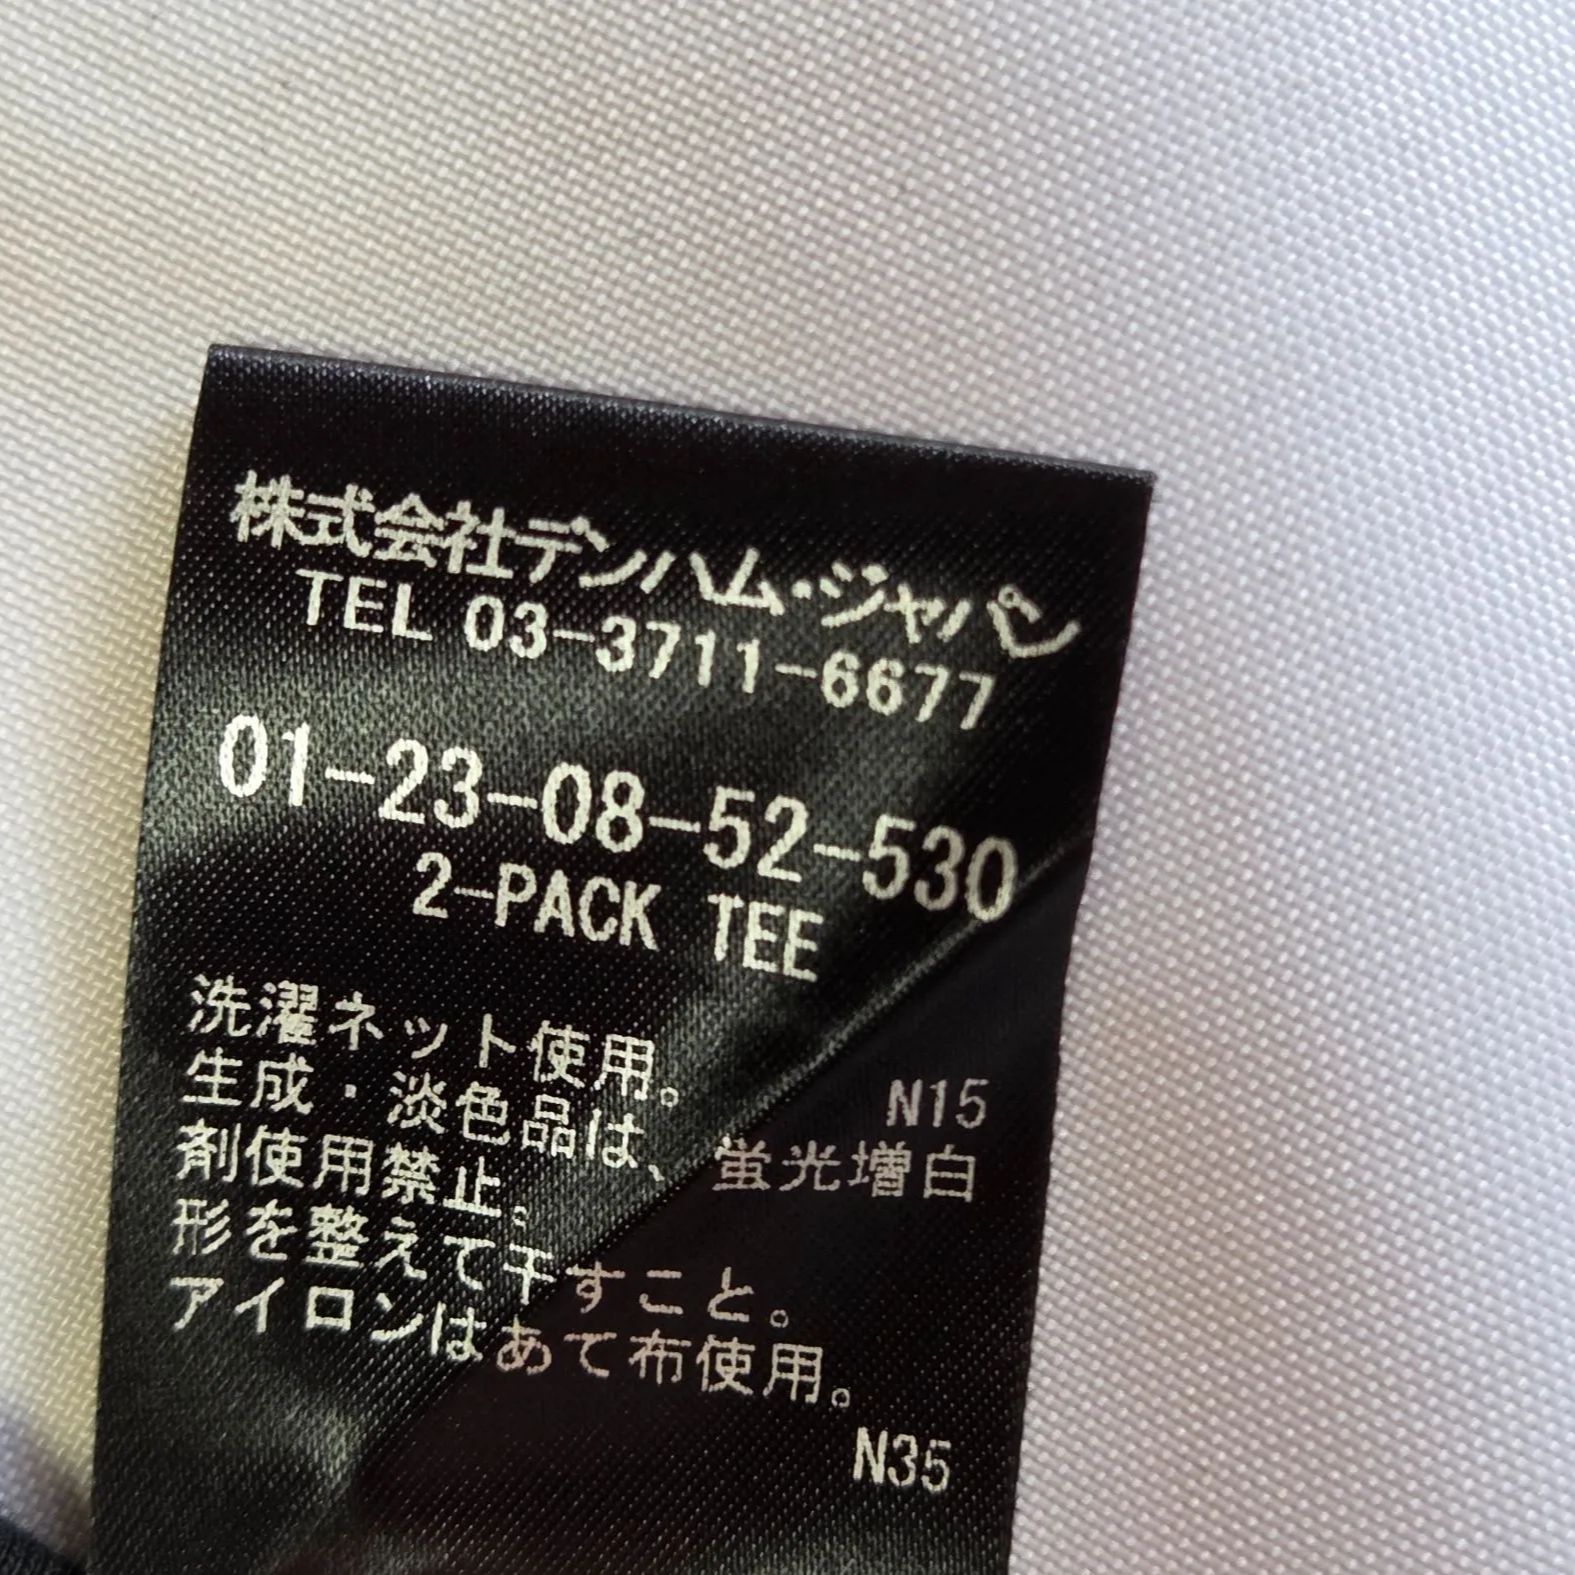 株式会社デンハム・ジャパン
TEL 03-3711-6677
01-23-08-52-530
2-PACK TEE
洗濯ネット使用。
N15
生成・淡色品は、蛍光増白
剤使用禁止。
形を整えて干すこと。
アイロンはあて布使用。
N35